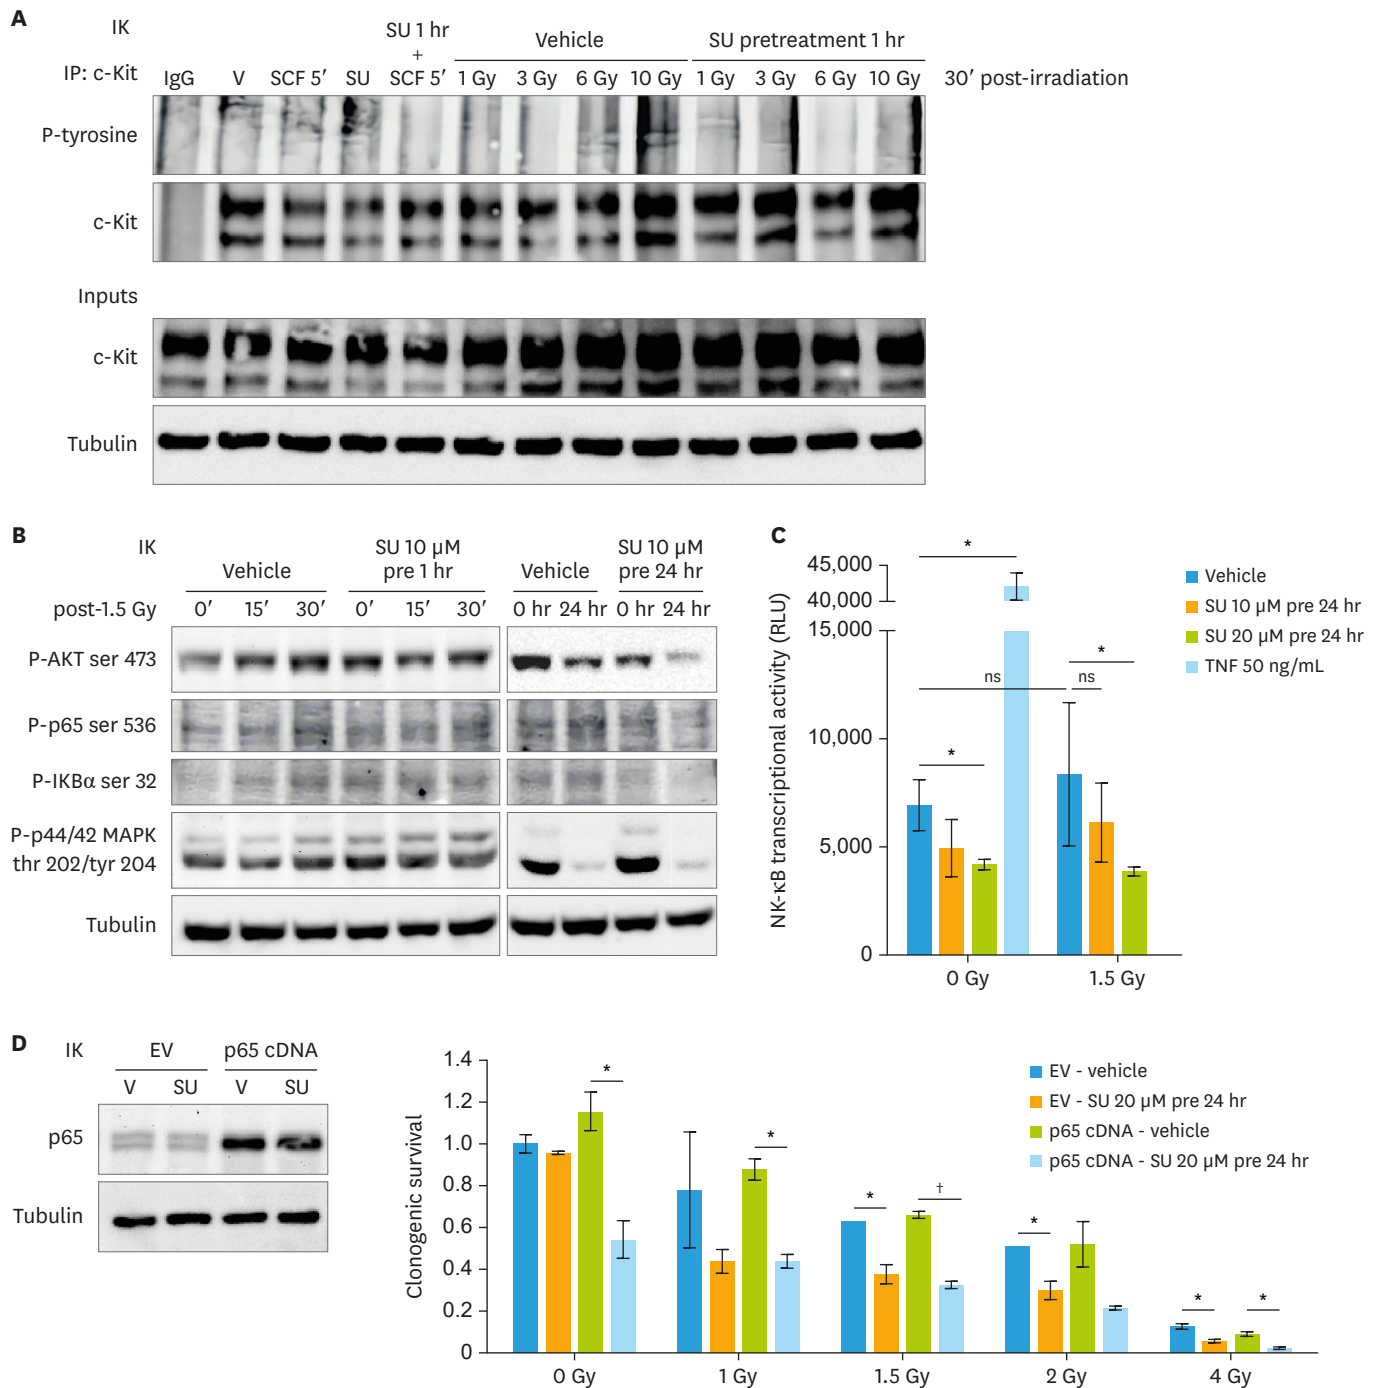 A
IK
SU 1 hr
+
SCF 5′
Vehicle
SU pretreatment 1 hr
IP: c-Kit
IgG V SCF 5′ SU 1 Gy 3 Gy 6 Gy 10 Gy 1 Gy 3 Gy 6 Gy 10 Gy 30′ post-irradiation
P-tyrosine
c-Kit
Inputs
c-Kit
Tubulin
B
IK
Vehicle
SU 10 µM
pre 1 hr
Vehicle
SU 10 µM
pre 24 hr
post-1.5 Gy 0′ 15′ 30′ 0′ 15′ 30′ 0 hr 24 hr 0 hr 24 hr
P-AKT ser 473
P-p65 ser 536
P-IKBα ser 32
P-p44/42 MAPK
thr 202/tyr 204
Tubulin
C
NK-κB transcriptional activity (RLU)
45,000
40,000
15,000
10,000
5,000
0
*
ns
*
ns
*
0 Gy 1.5 Gy
Vehicle
SU 10 µM pre 24 hr
SU 20 µM pre 24 hr
TNF 50 ng/mL
D
IK EV p65 cDNA
V SU V SU
p65
Tubulin
Clonogenic survival
1.4
1.2
1.0
0.8
0.6
0.4
0.2
0
*
*
*
†
*
*
*
0 Gy 1 Gy 1.5 Gy 2 Gy 4 Gy
EV - vehicle
EV - SU 20 µM pre 24 hr
p65 cDNA - vehicle
p65 cDNA - SU 20 µM pre 24 hr